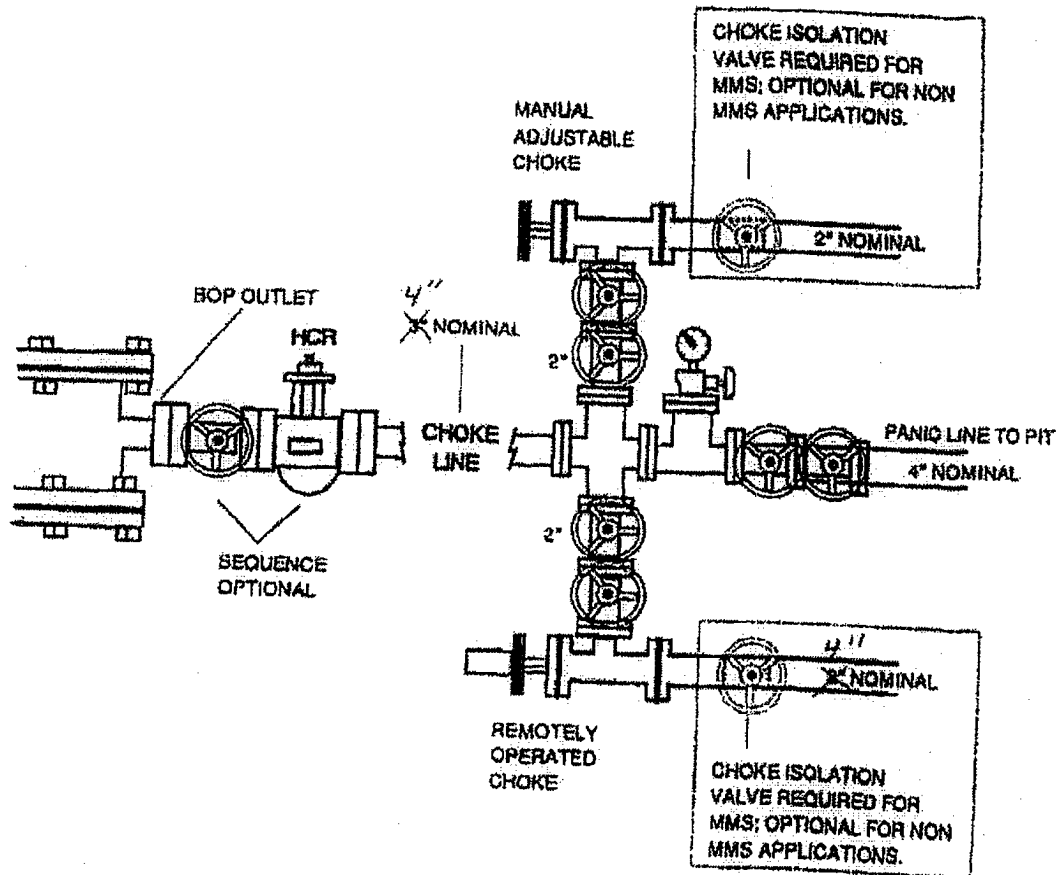 CHOKE ISOLATION
VALVE REQUIRED FOR
MMS; OPTIONAL FOR NON
MMS APPLICATIONS.
MANUAL
ADJUSTABLE
CHOKE
2" NOMINAL
BOP OUTLET
4"
3" NOMINAL
HCR
2"
CHOKE
LINE
PANIC LINE TO PIT
4" NOMINAL
2"
SEQUENCE
OPTIONAL
4"
NOMINAL
REMOTELY
OPERATED
CHOKE
CHOKE ISOLATION
VALVE REQUIRED FOR
MMS; OPTIONAL FOR NON
MMS APPLICATIONS.